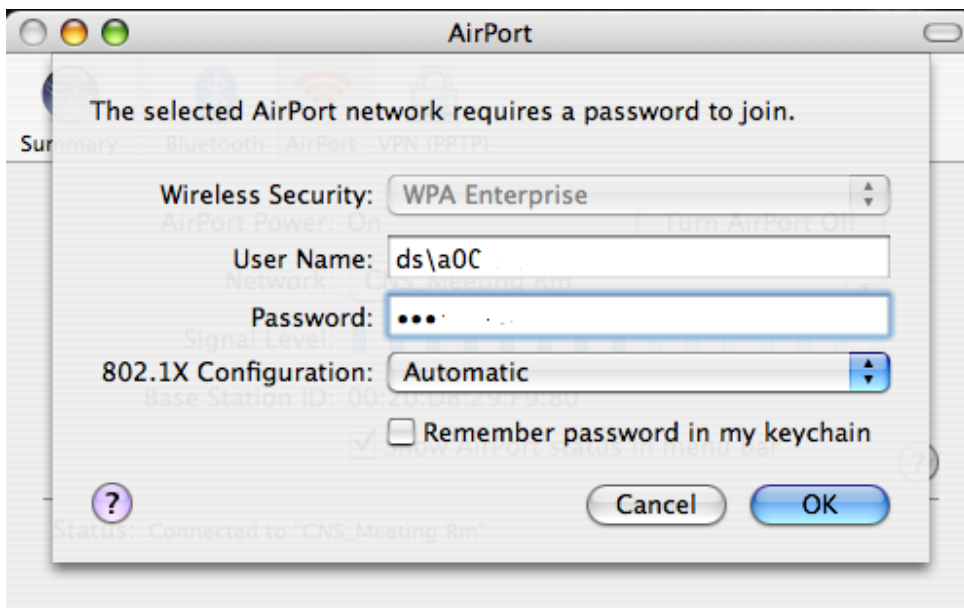 AirPort
The selected AirPort network requires a password to join.
Summary Bluetooth AirPort VPN (PPTP)
Wireless Security: WPA Enterprise
AirPort Power: On Turn AirPort Off
User Name: ds\a0C
Network: CNS_Meeting Rm
Password: •••
Signal Level:
802.1X Configuration: Automatic
Base Station ID: 00:20:D8:29:F9:80
Remember password in my keychain
Show AirPort status in menu bar
?
? Cancel OK
Status: Connected to "CNS_Meeting Rm"